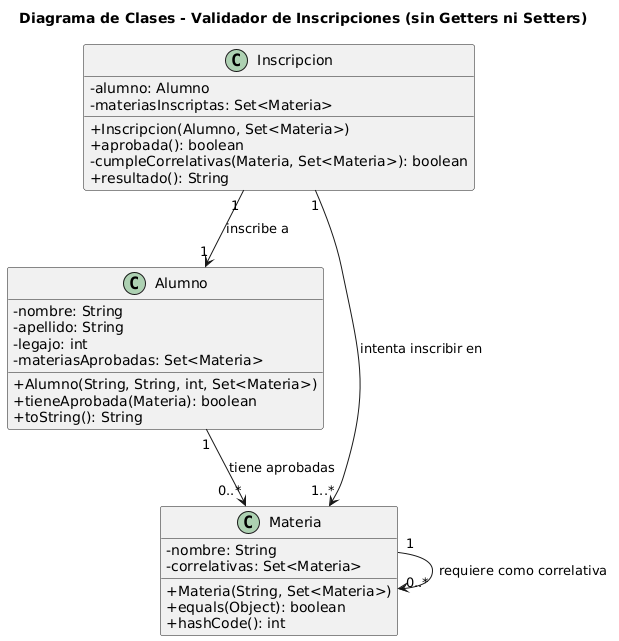 Diagrama de Clases - Validador de Inscripciones (sin Getters ni Setters)
C Inscripcion
-alumno: Alumno
-materiasInscriptas: Set<Materia>
+Inscripcion(Alumno, Set<Materia>)
+aprobada(): boolean
-cumpleCorrelativas(Materia, Set<Materia>): boolean
+resultado(): String
1 1
inscribe a
1
C Alumno
-nombre: String
-apellido: String
-legajo: int
-materiasAprobadas: Set<Materia>
+Alumno(String, String, int, Set<Materia>)
+tieneAprobada(Materia): boolean
+toString(): String
intenta inscribir en
1
tiene aprobadas
0..* 1..*
C Materia
-nombre: String
-correlativas: Set<Materia>
+Materia(String, Set<Materia>)
+equals(Object): boolean
+hashCode(): int
1
requiere como correlativa
0..*